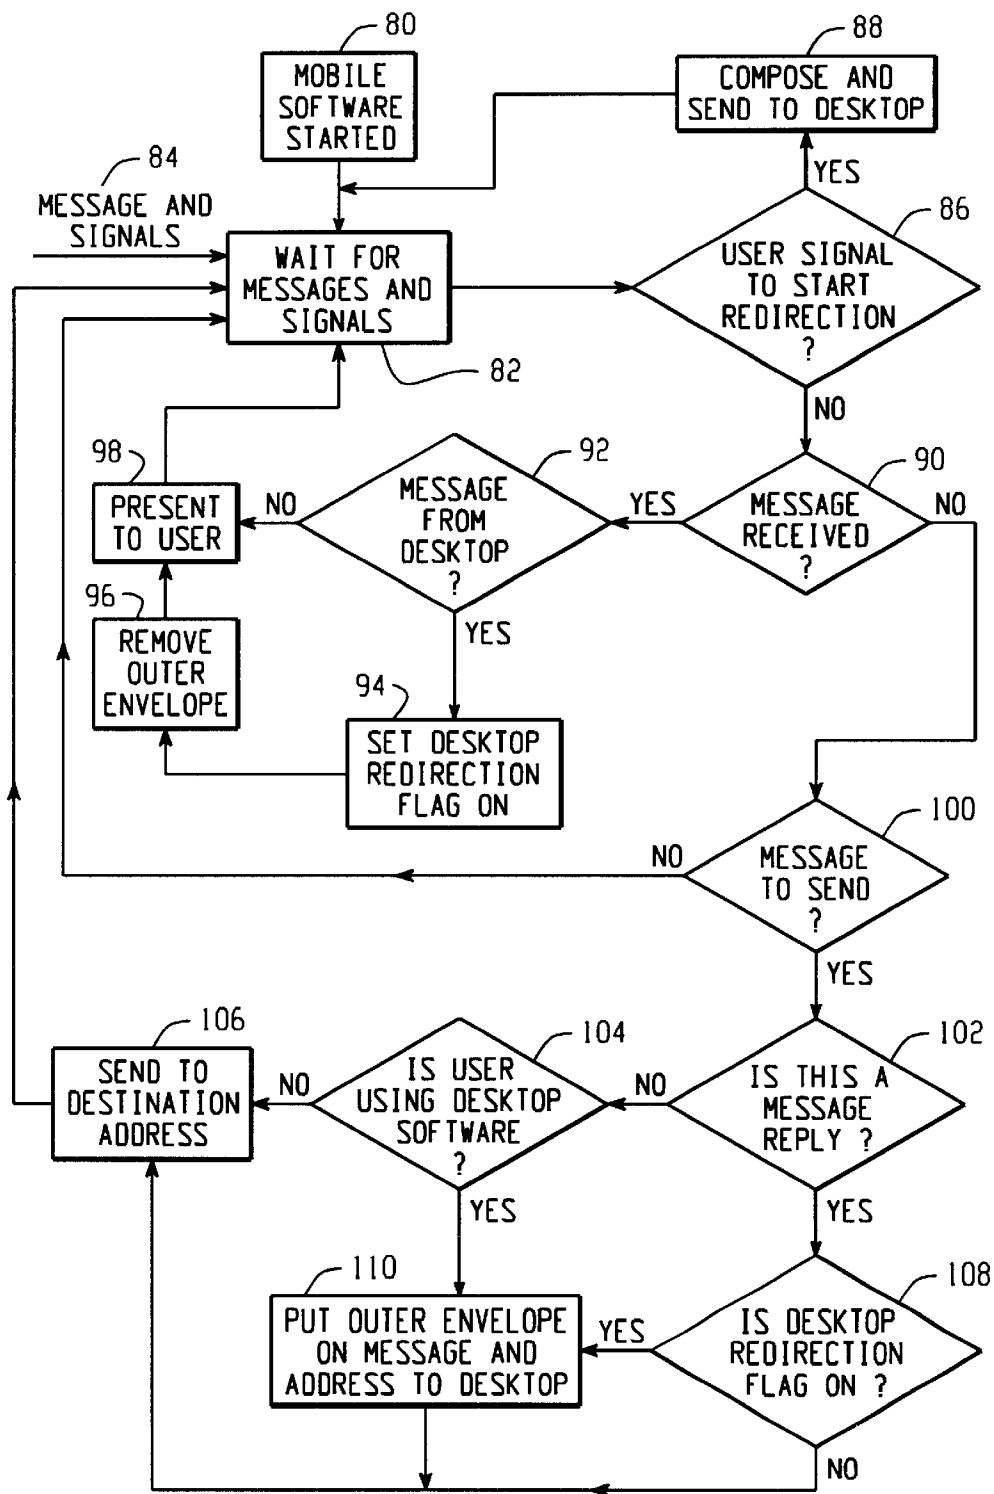 80
MOBILE
SOFTWARE
STARTED
88
COMPOSE AND
SEND TO DESKTOP
YES
84
MESSAGE AND
SIGNALS
WAIT FOR
MESSAGES AND
SIGNALS
82
86
USER SIGNAL
TO START
REDIRECTION
?
NO
98
PRESENT
TO USER
NO
92
MESSAGE
FROM
DESKTOP
?
YES
YES
90
MESSAGE
RECEIVED
?
NO
96
REMOVE
OUTER
ENVELOPE
94
SET DESKTOP
REDIRECTION
FLAG ON
100
MESSAGE
TO SEND
?
NO
YES
106
SEND TO
DESTINATION
ADDRESS
NO
104
IS USER
USING DESKTOP
SOFTWARE
?
YES
NO
102
IS THIS A
MESSAGE
REPLY ?
YES
110
PUT OUTER ENVELOPE
ON MESSAGE AND
ADDRESS TO DESKTOP
YES
108
IS DESKTOP
REDIRECTION
FLAG ON ?
NO